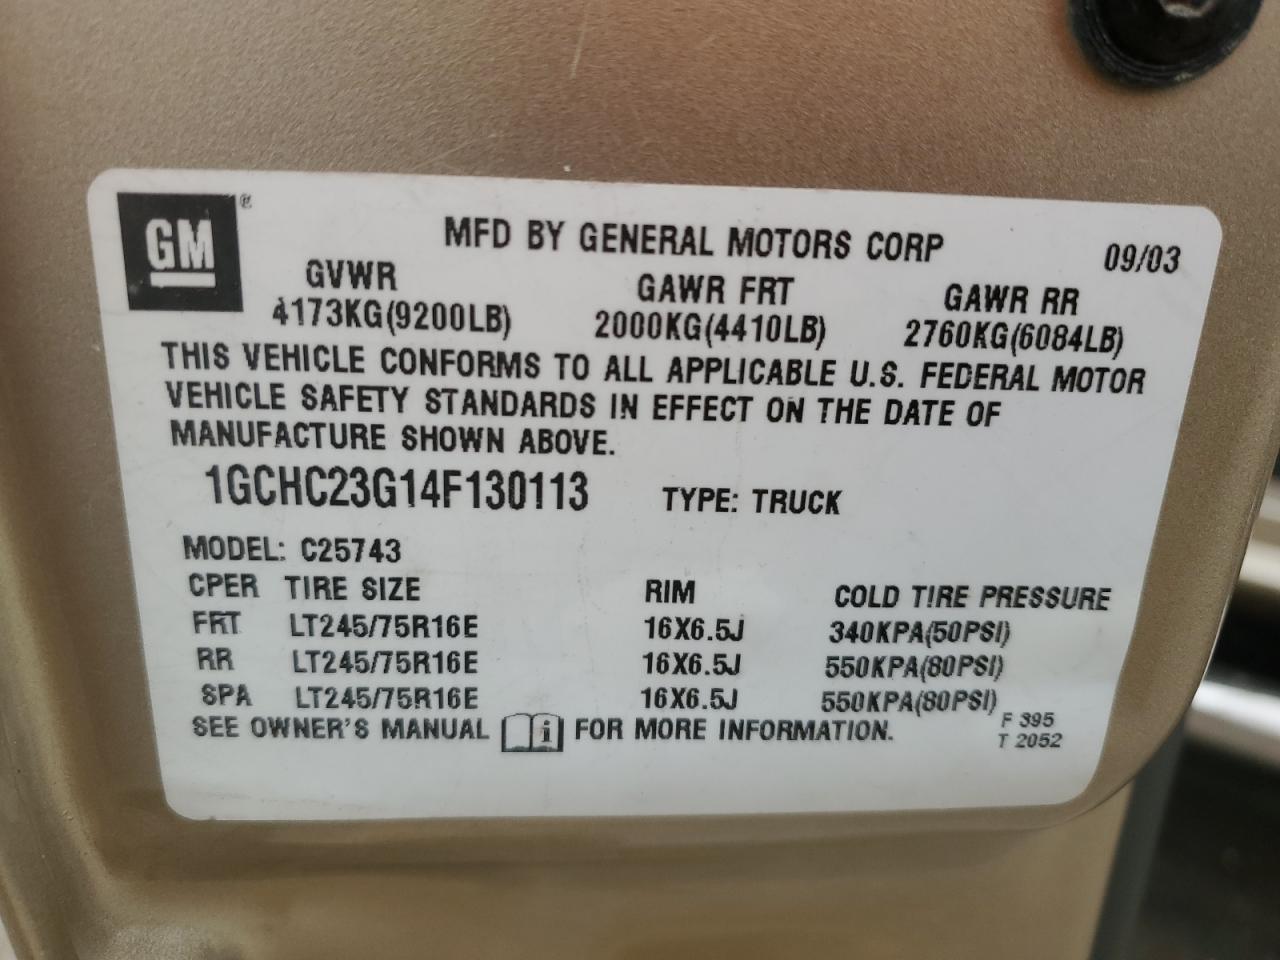 GM®
MFD BY GENERAL MOTORS CORP 09/03
GVWR GAWR FRT GAWR RR
4173KG(9200LB) 2000KG(4410LB) 2760KG(6084LB)
THIS VEHICLE CONFORMS TO ALL APPLICABLE U.S. FEDERAL MOTOR
VEHICLE SAFETY STANDARDS IN EFFECT ON THE DATE OF
MANUFACTURE SHOWN ABOVE.
1GCHC23G14F130113 TYPE: TRUCK
MODEL: C25743
CPER TIRE SIZE RIM COLD TIRE PRESSURE
FRT LT245/75R16E 16X6.5J 340KPA(50PSI)
RR LT245/75R16E 16X6.5J 550KPA(80PSI)
SPA LT245/75R16E 16X6.5J 550KPA(80PSI)
SEE OWNER'S MANUAL i FOR MORE INFORMATION.
F 395
T 2052